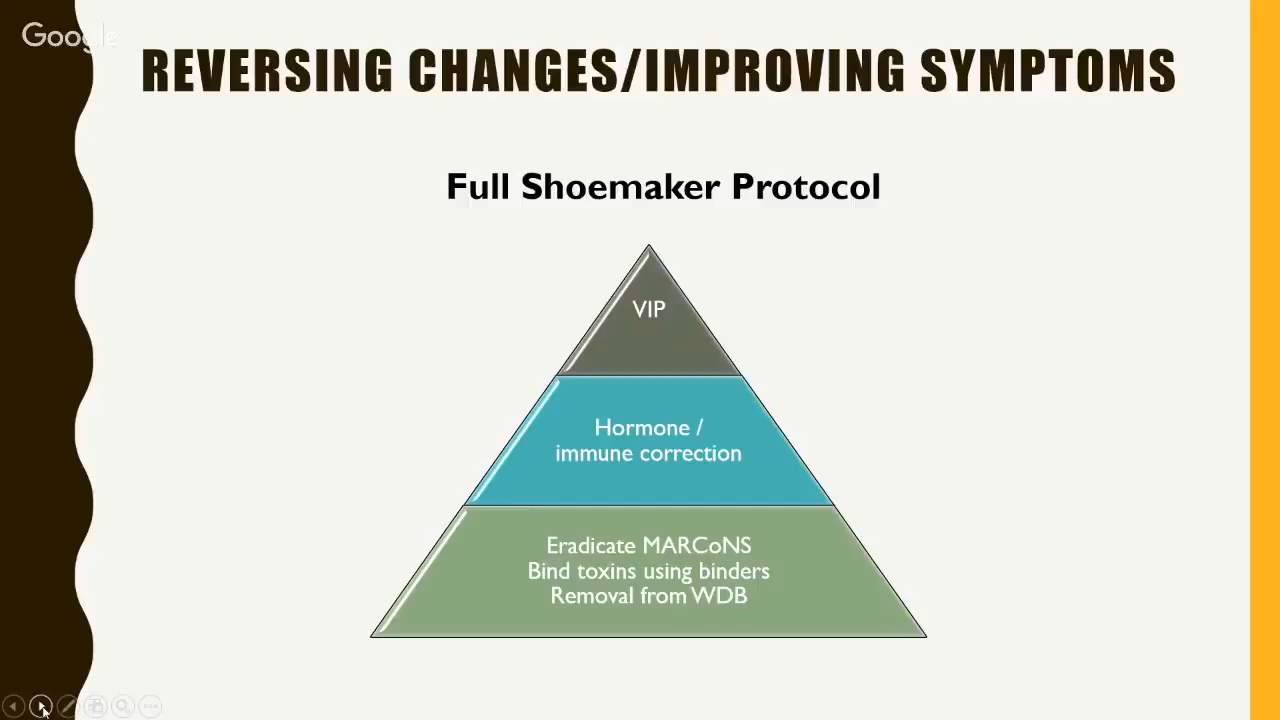 Google
REVERSING CHANGES/IMPROVING SYMPTOMS
Full Shoemaker Protocol
VIP
Hormone /
immune correction
Eradicate MARCoNS
Bind toxins using binders
Removal from WDB